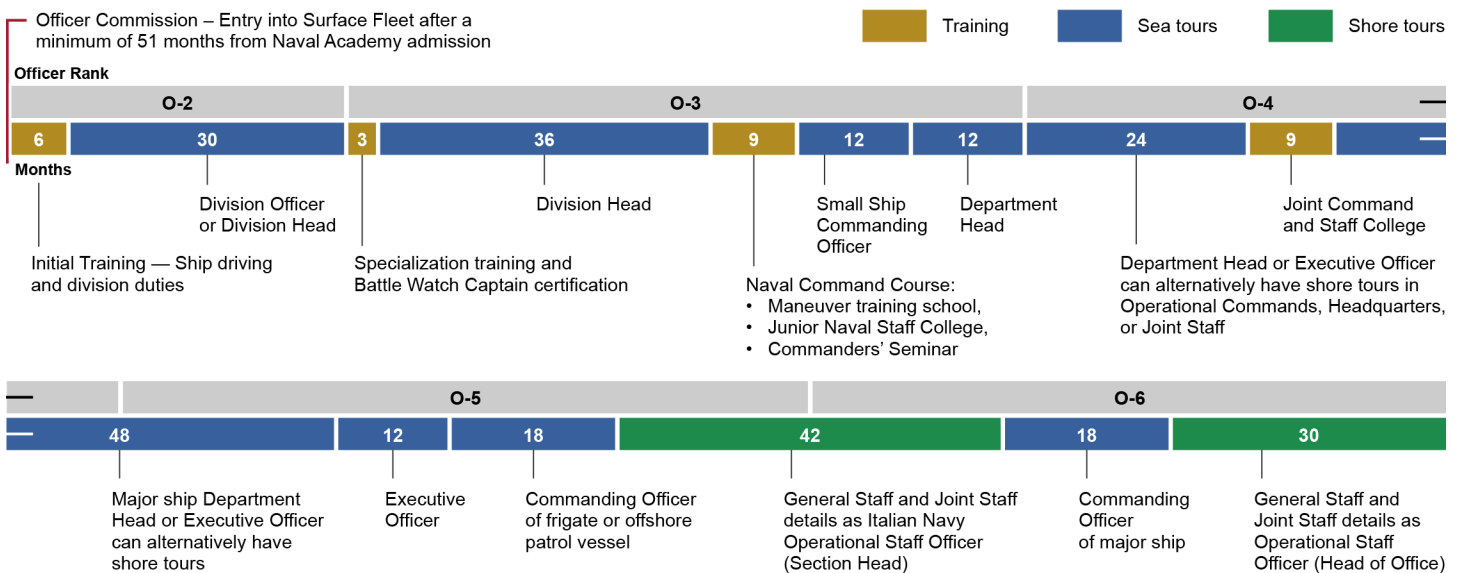 Officer Commission – Entry into Surface Fleet after a
minimum of 51 months from Naval Academy admission
Training
Sea tours
Shore tours
Officer Rank
O-2
O-3
O-4
6
30
3
36
9
12
12
24
9
Months
Division Officer
or Division Head
Division Head
Small Ship
Commanding
Officer
Department
Head
Joint Command
and Staff College
Initial Training — Ship driving
and division duties
Specialization training and
Battle Watch Captain certification
Naval Command Course:
• Maneuver training school,
• Junior Naval Staff College,
• Commanders’ Seminar
Department Head or Executive Officer
can alternatively have shore tours in
Operational Commands, Headquarters,
or Joint Staff
O-5
O-6
48
12
18
42
18
30
Major ship Department
Head or Executive Officer
can alternatively have
shore tours
Executive
Officer
Commanding Officer
of frigate or offshore
patrol vessel
General Staff and Joint Staff
details as Italian Navy
Operational Staff Officer
(Section Head)
Commanding
Officer
of major ship
General Staff and
Joint Staff details as
Operational Staff
Officer (Head of Office)